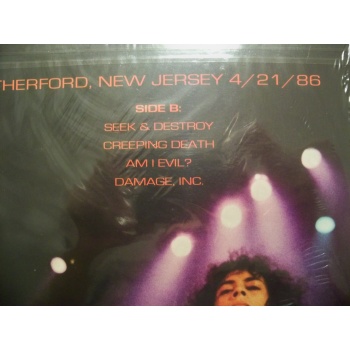 THERFORD, NEW JERSEY 4/21/86
SIDE B:
SEEK & DESTROY
CREEPING DEATH
AM I EVIL?
DAMAGE, INC.